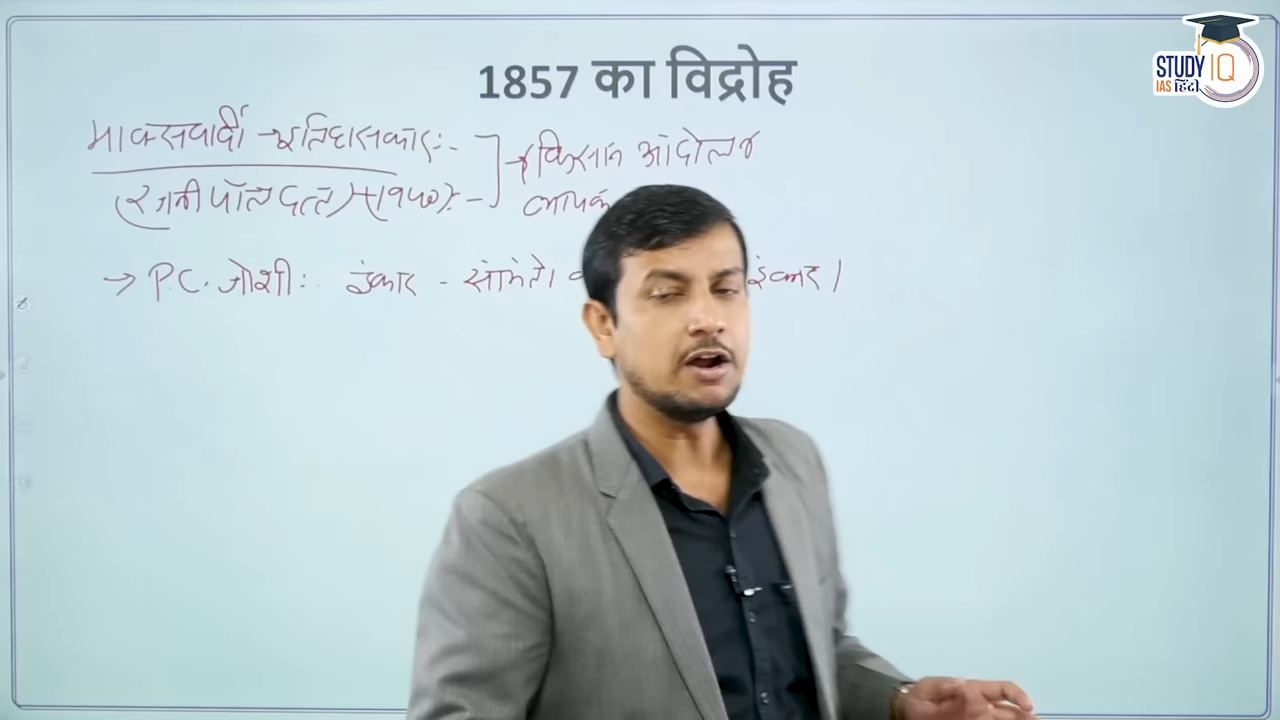 1857 का विद्रोह
STUDY IQ
IAS हिंदी
मार्क्सवादी → इतिहासकार:-
(रजनी पॉल दत्त) → (1940):- ] → किसान आंदोलन
→ P.C. जोशी: इंकार - सामंतो इंकार।